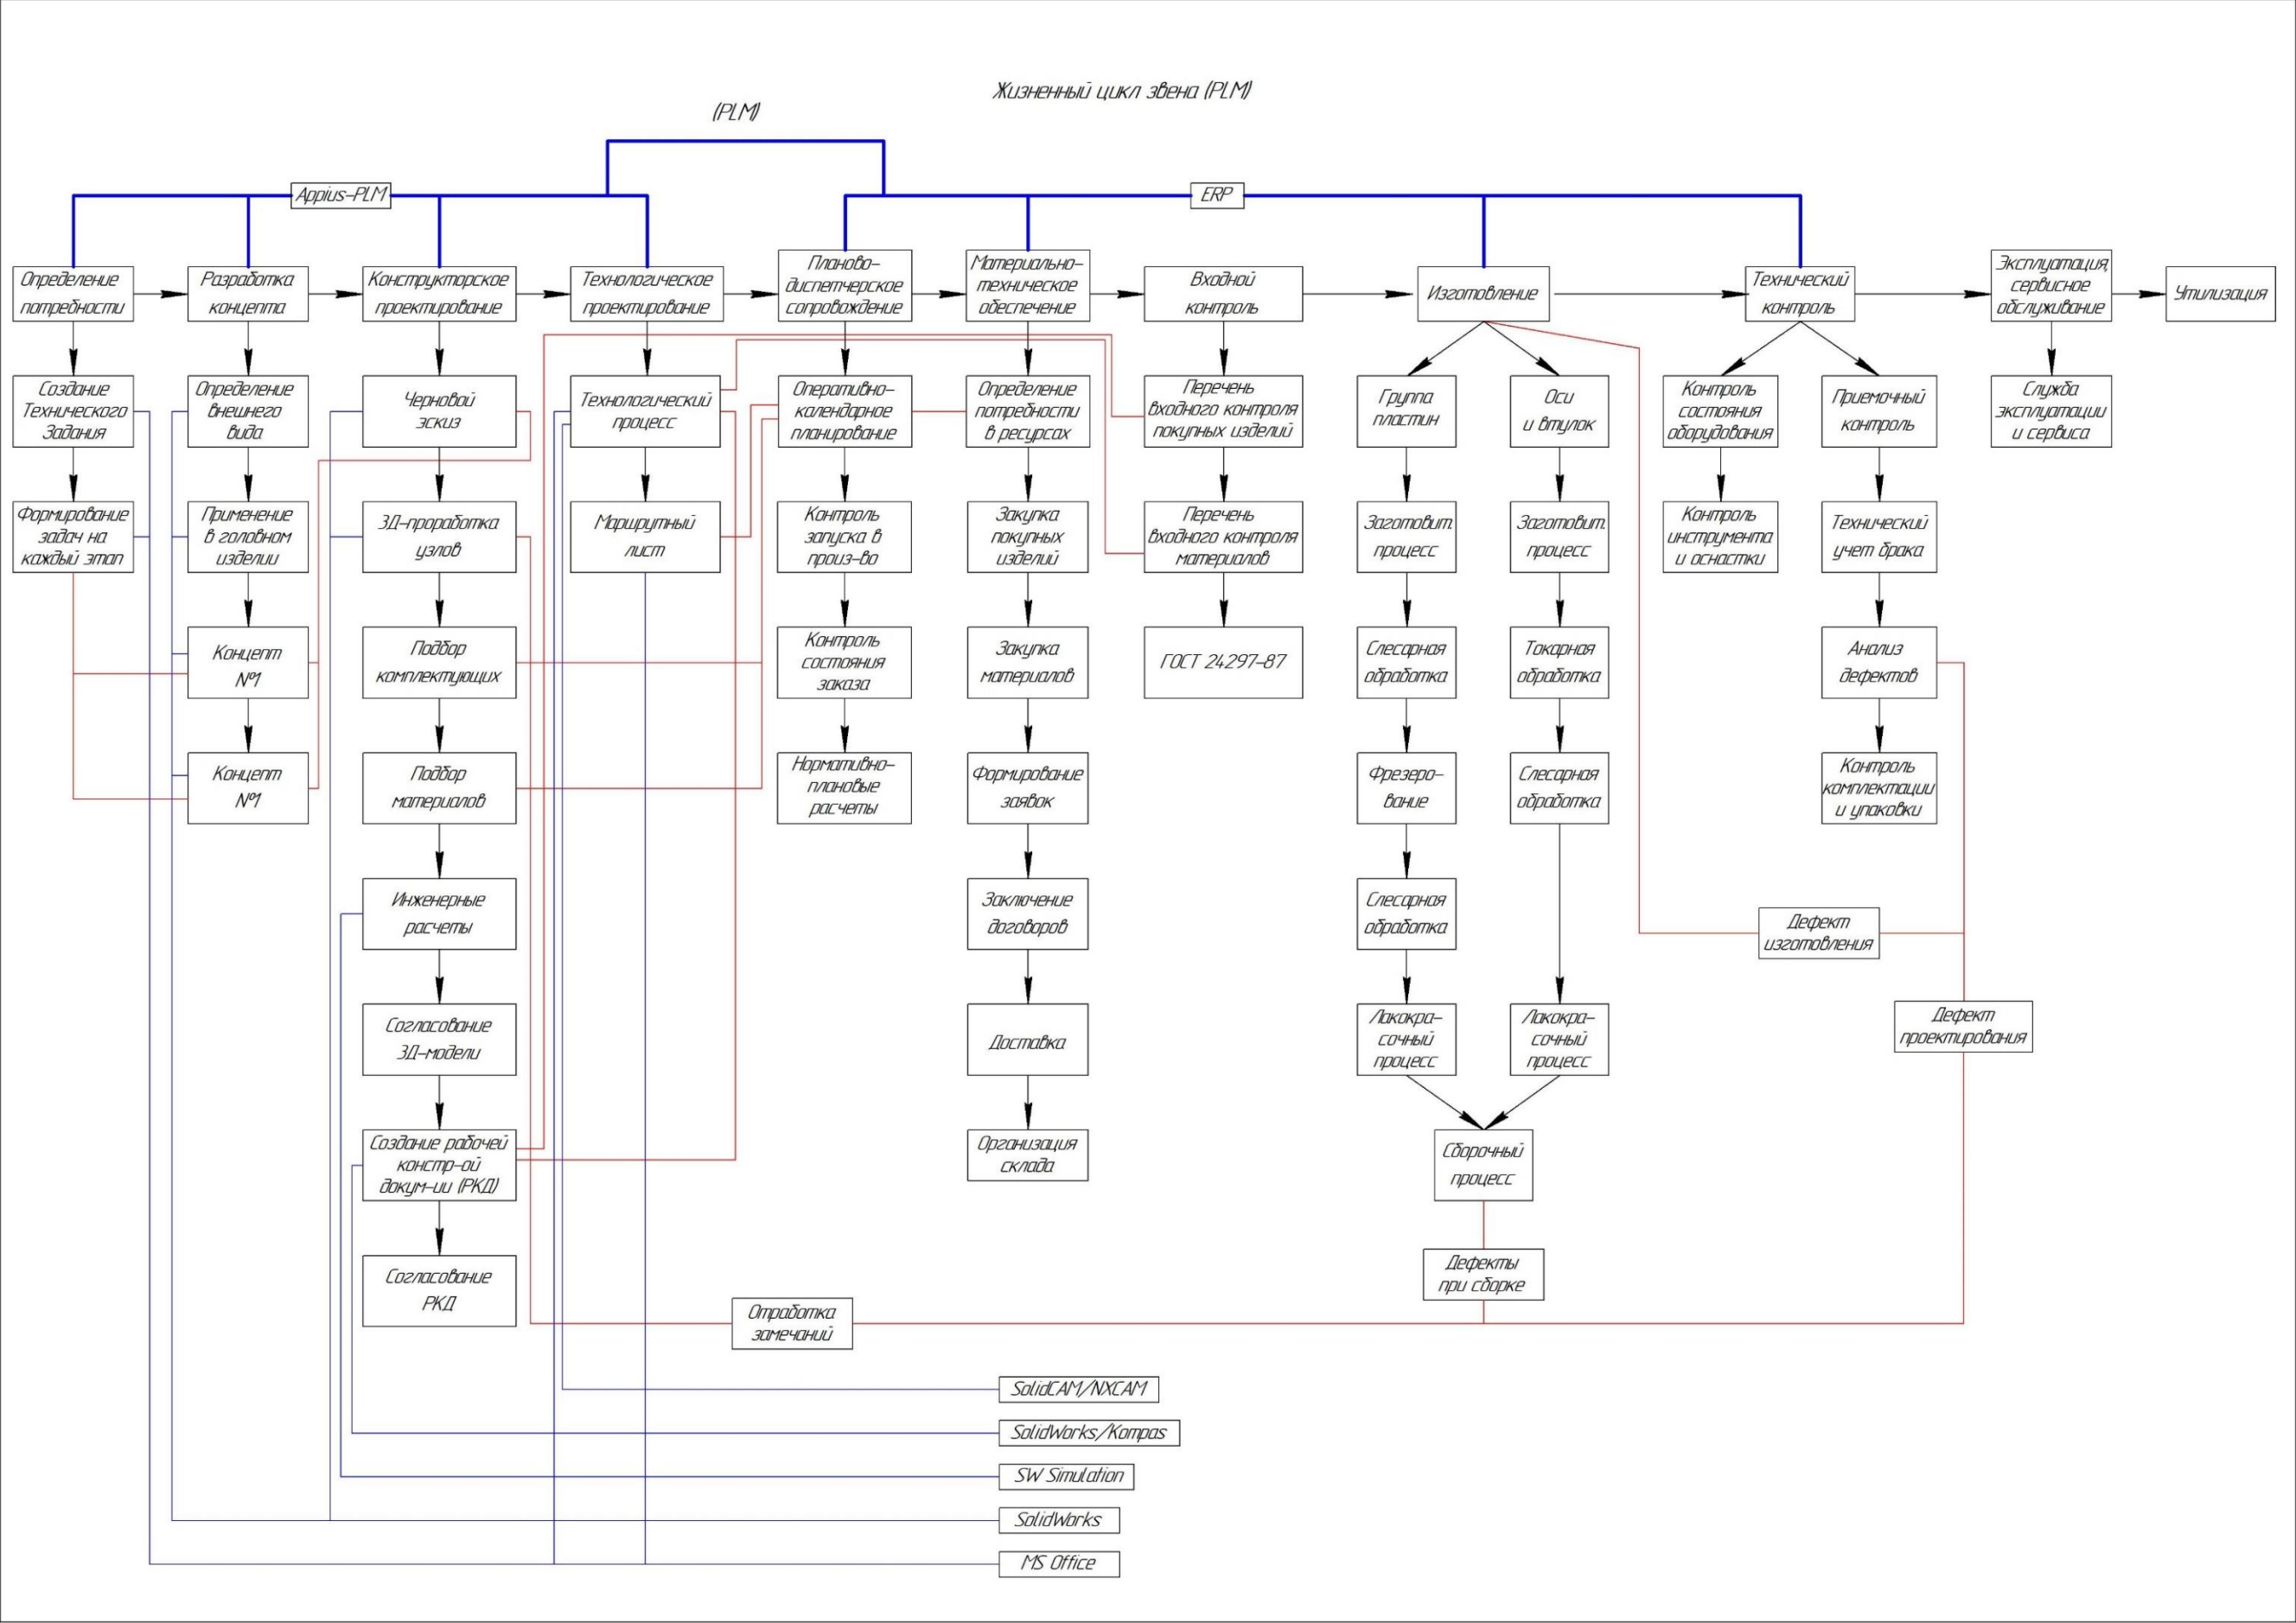 Жизненный цикл звена (PLM)
(PLM)
Appius-PLM
ERP
Определение
потребности
Разработка
концепта
Конструкторское
проектирование
Технологическое
проектирование
Планово-
диспетчерское
сопровождение
Материально-
техническое
обеспечение
Входной
контроль
Изготовление
Технический
контроль
Эксплуатация,
сервисное
обслуживание
Утилизация
Создание
Технического
Задания
Определение
внешнего
вида
Черновой
эскиз
Технологический
процесс
Оперативно-
календарное
планирование
Определение
потребности
в ресурсах
Перечень
входного контроля
покупных изделий
Группа
пластин
Оси
и втулок
Контроль
состояния
оборудования
Приемочный
контроль
Служба
эксплуатации
и сервиса
Формирование
задач на
каждый этап
Применение
в головном
изделии
3Д-проработка
узлов
Маршрутный
лист
Контроль
запуска в
произ-во
Закупка
покупных
изделий
Перечень
входного контроля
материалов
Заготовит.
процесс
Заготовит.
процесс
Контроль
инструмента
и оснастки
Технический
учет брака
Концепт
№1
Подбор
комплектующих
Контроль
состояния
заказа
Закупка
материалов
ГОСТ 24297-87
Слесарная
обработка
Токарная
обработка
Анализ
дефектов
Концепт
№1
Подбор
материалов
Нормативно-
плановые
расчеты
Формирование
заявок
Фрезеро-
вание
Слесарная
обработка
Контроль
комплектации
и упаковки
Инженерные
расчеты
Заключение
договоров
Слесарная
обработка
Дефект
изготовления
Согласование
3Д-модели
Доставка
Лакокра-
сочный
процесс
Лакокра-
сочный
процесс
Дефект
проектирования
Создание рабочей
констр-ой
докум-ии (РКД)
Организация
склада
Сборочный
процесс
Согласование
РКД
Дефекты
при сборке
Отработка
замечаний
SolidCAM/NXCAM
SolidWorks/Kompas
SW Simulation
SolidWorks
MS Office